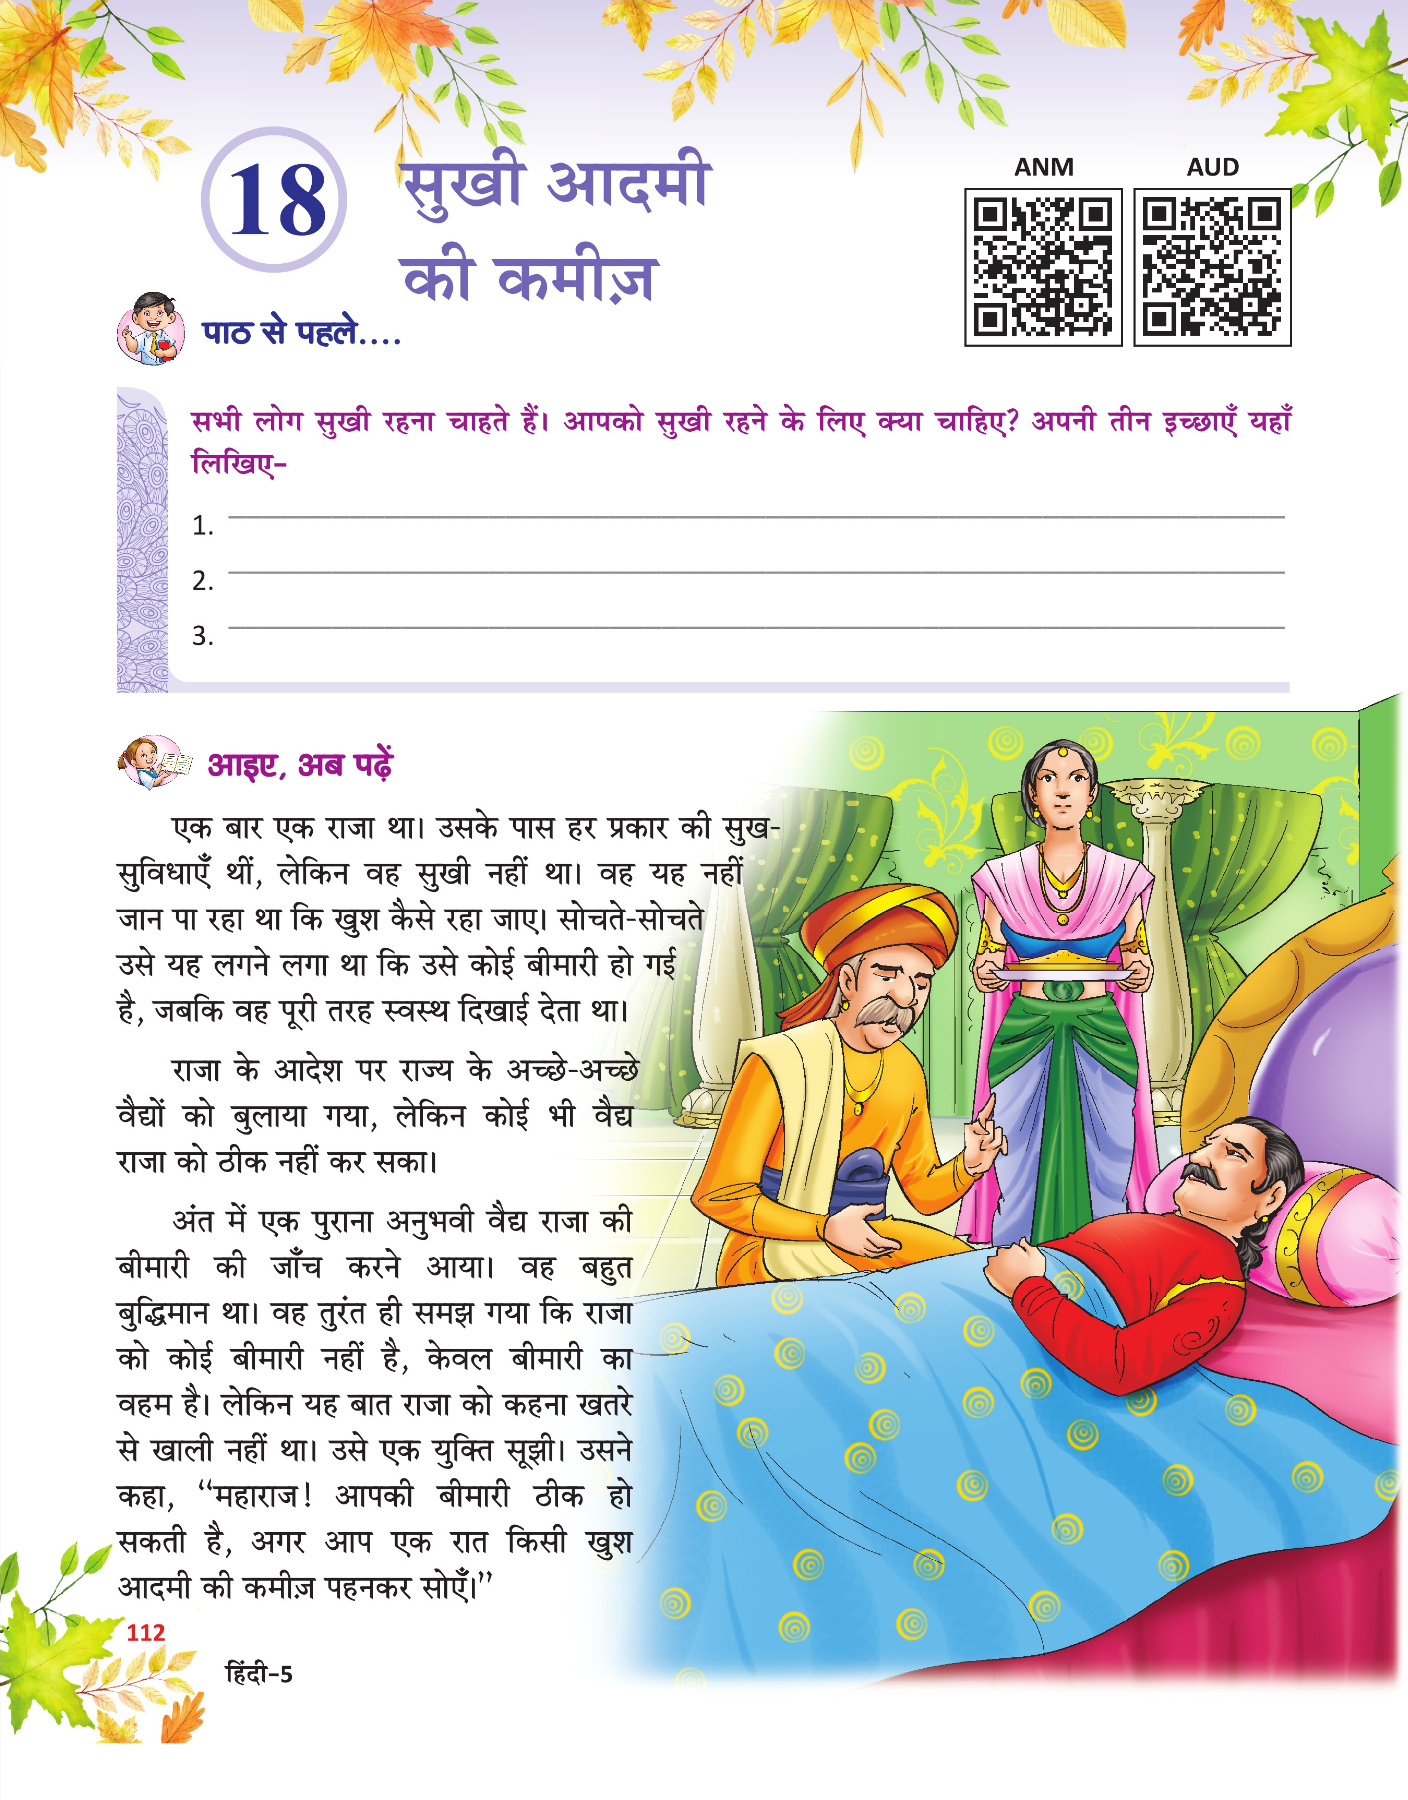 18
सुखी आदमी
की कमीज़
ANM
AUD
पाठ से पहले....
सभी लोग सुखी रहना चाहते हैं। आपको सुखी रहने के लिए क्या चाहिए? अपनी तीन इच्छाएँ यहाँ
लिखिए–
1.
2.
3.
आइए, अब पढ़ें
एक बार एक राजा था। उसके पास हर प्रकार की सुख-
सुविधाएँ थीं, लेकिन वह सुखी नहीं था। वह यह नहीं
जान पा रहा था कि खुश कैसे रहा जाए। सोचते-सोचते
उसे यह लगने लगा था कि उसे कोई बीमारी हो गई
है, जबकि वह पूरी तरह स्वस्थ दिखाई देता था।
राजा के आदेश पर राज्य के अच्छे-अच्छे
वैद्यों को बुलाया गया, लेकिन कोई भी वैद्य
राजा को ठीक नहीं कर सका।
अंत में एक पुराना अनुभवी वैद्य राजा की
बीमारी की जाँच करने आया। वह बहुत
बुद्धिमान था। वह तुरंत ही समझ गया कि राजा
को कोई बीमारी नहीं है, केवल बीमारी का
वहम है। लेकिन यह बात राजा को कहना खतरे
से खाली नहीं था। उसे एक युक्ति सूझी। उसने
कहा, “महाराज! आपकी बीमारी ठीक हो
सकती है, अगर आप एक रात किसी खुश
आदमी की कमीज़ पहनकर सोएँ।”
112
हिंदी–5